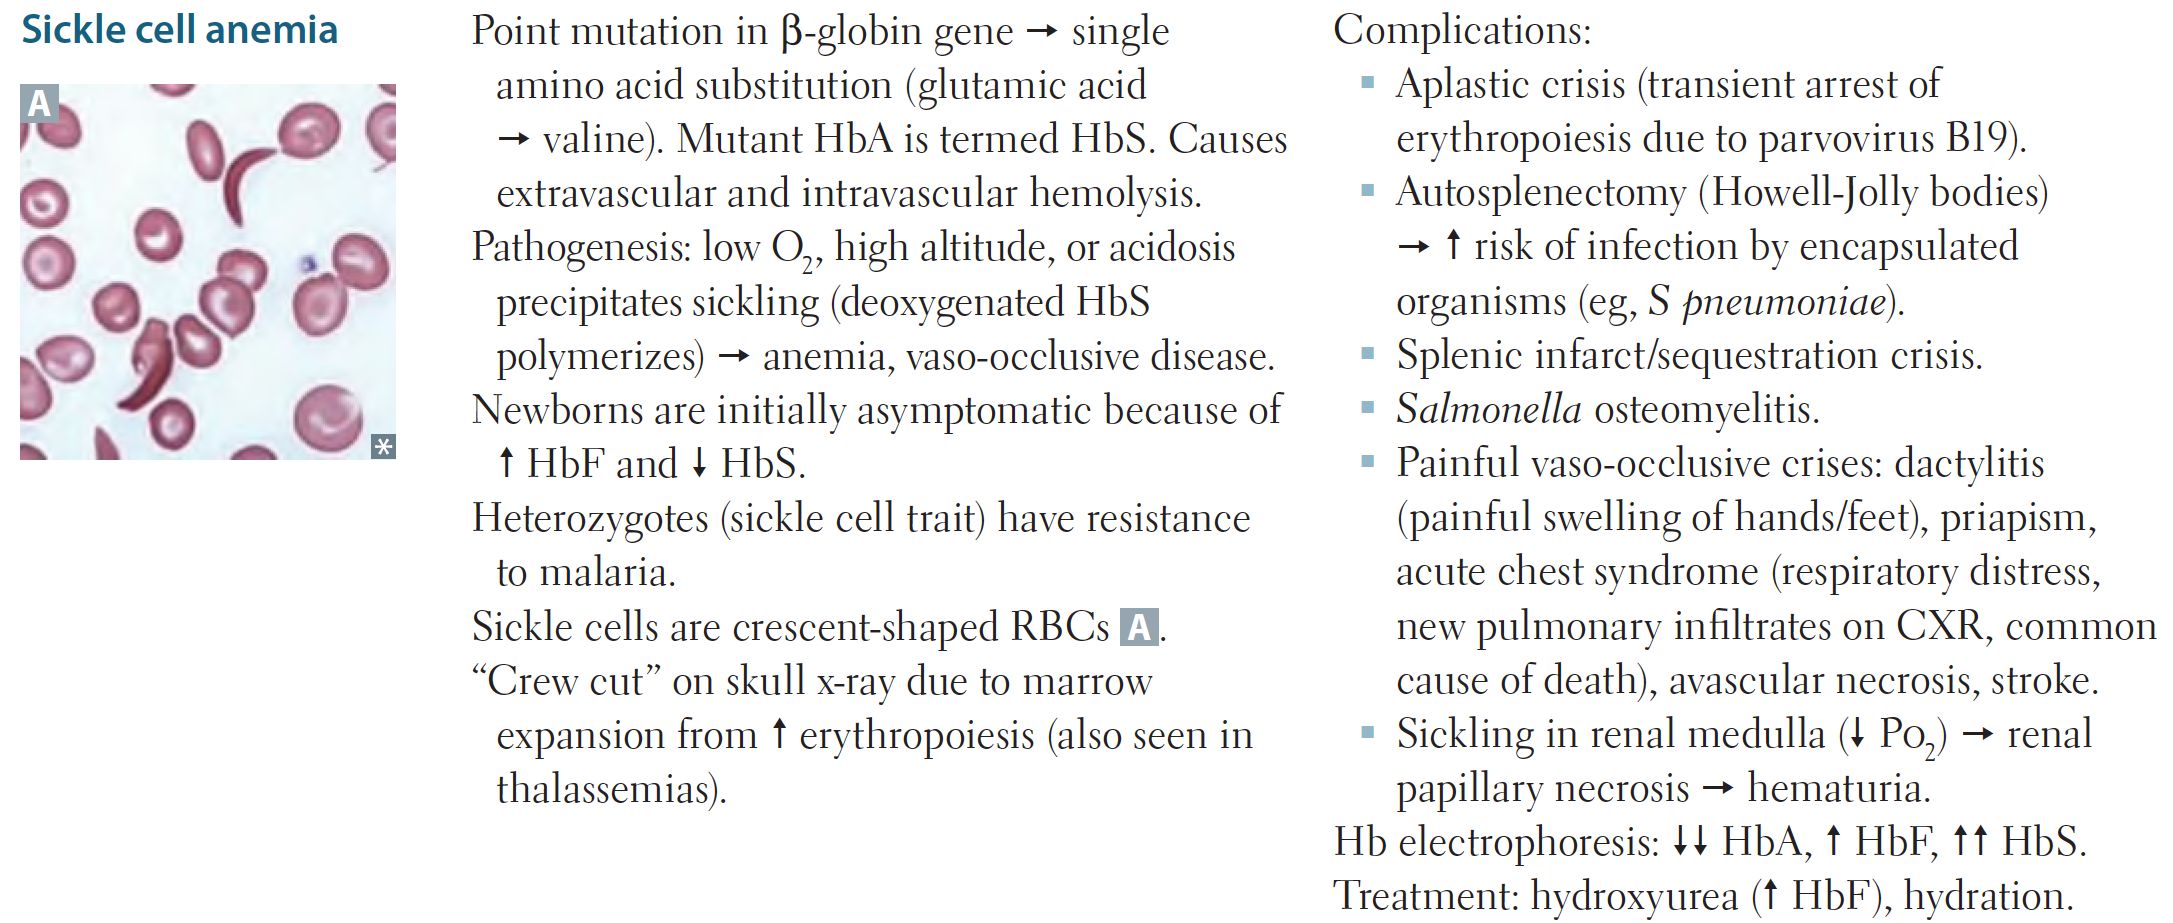 Sickle cell anemia
A
*
Point mutation in β-globin gene → single
amino acid substitution (glutamic acid
→ valine). Mutant HbA is termed HbS. Causes
extravascular and intravascular hemolysis.
Pathogenesis: low O₂, high altitude, or acidosis
precipitates sickling (deoxygenated HbS
polymerizes) → anemia, vaso-occlusive disease.
Newborns are initially asymptomatic because of
↑ HbF and ↓ HbS.
Heterozygotes (sickle cell trait) have resistance
to malaria.
Sickle cells are crescent-shaped RBCs A.
“Crew cut” on skull x-ray due to marrow
expansion from ↑ erythropoiesis (also seen in
thalassemias).
Complications:
▪ Aplastic crisis (transient arrest of
erythropoiesis due to parvovirus B19).
▪ Autosplenectomy (Howell-Jolly bodies)
→ ↑ risk of infection by encapsulated
organisms (eg, S pneumoniae).
▪ Splenic infarct/sequestration crisis.
▪ Salmonella osteomyelitis.
▪ Painful vaso-occlusive crises: dactylitis
(painful swelling of hands/feet), priapism,
acute chest syndrome (respiratory distress,
new pulmonary infiltrates on CXR, common
cause of death), avascular necrosis, stroke.
▪ Sickling in renal medulla (↓ Po₂) → renal
papillary necrosis → hematuria.
Hb electrophoresis: ↓↓ HbA, ↑ HbF, ↑↑ HbS.
Treatment: hydroxyurea (↑ HbF), hydration.